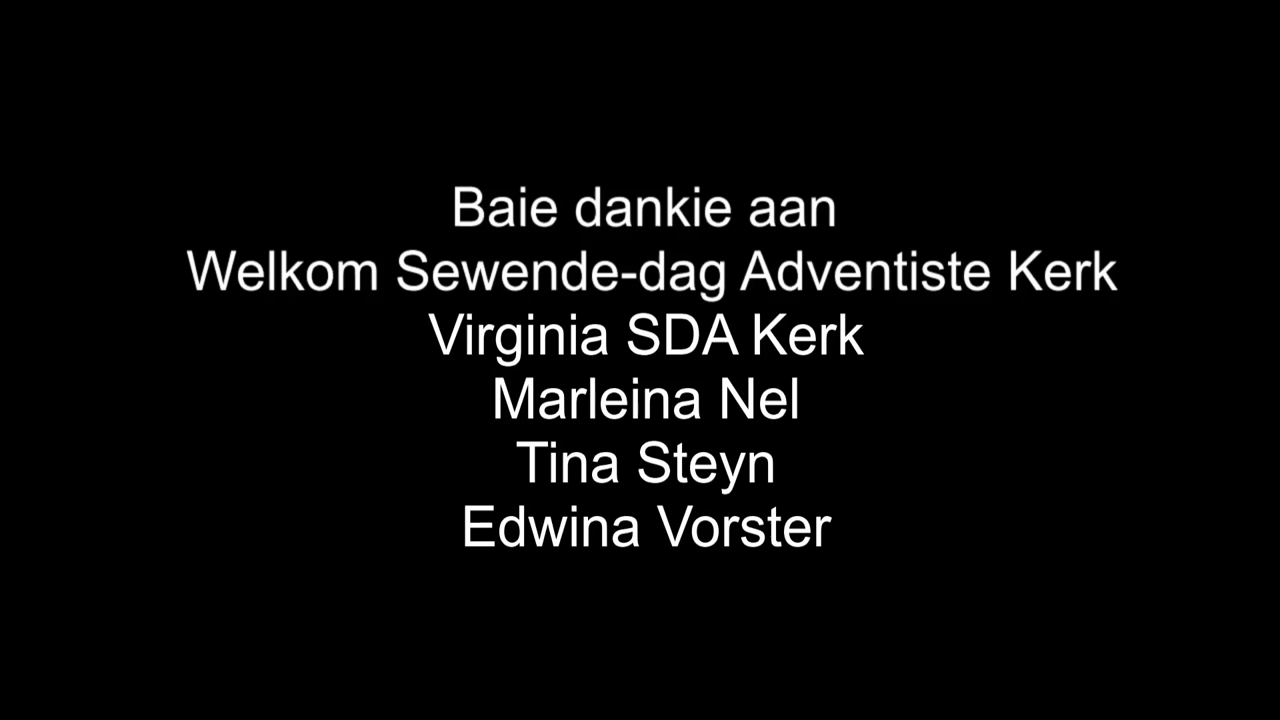 Baie dankie aan
Welkom Sewende-dag Adventiste Kerk
Virginia SDA Kerk
Marleina Nel
Tina Steyn
Edwina Vorster